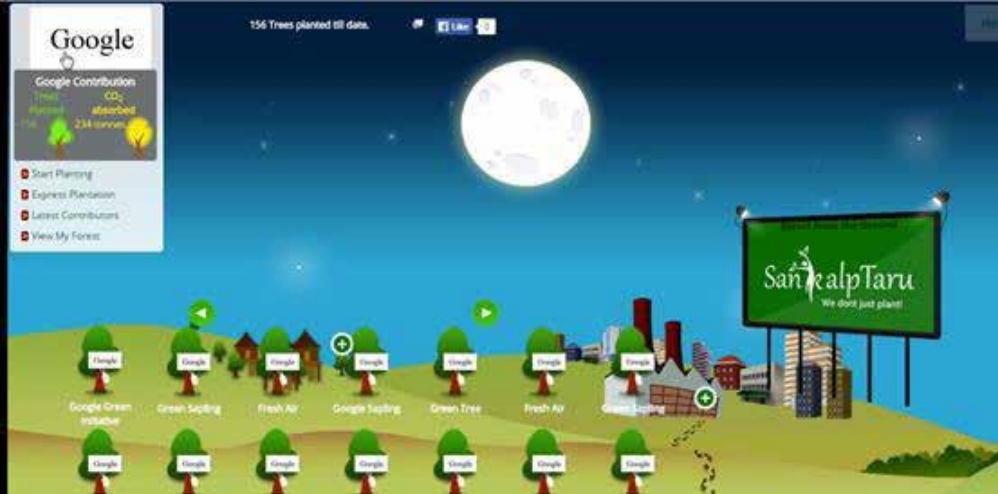 Google
156 Trees planted till date.
Like 0
Google Contribution
Trees CO2
Planted absorbed
234 tonnes
Start Planting
Express Plantation
Latest Contributors
View My Forest
SankalpTaru
We dont just plant!
Google Google Google Google Google Google Google
Google Green Initiative
Green Sapling
Fresh Air
Google Sapling
Green Tree
Fresh Air
Green Sapling
Google Google Google Google Google Google Google